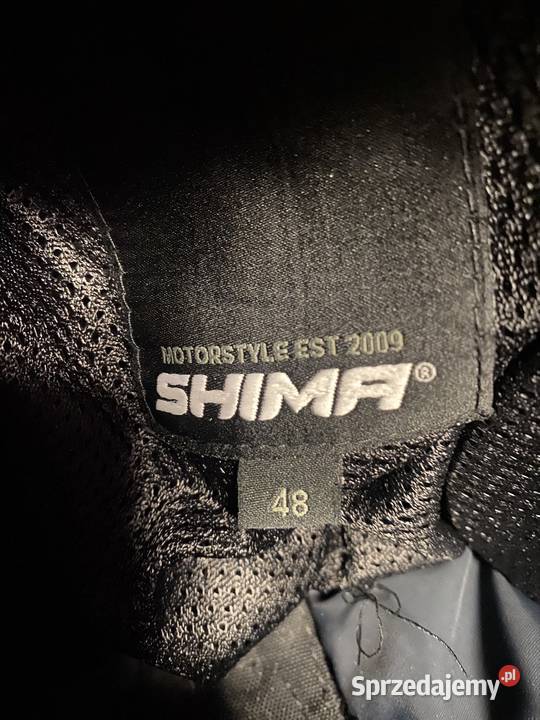 MOTORSTYLE EST 2009
SHIMA®
48
Sprzedajemy.pl